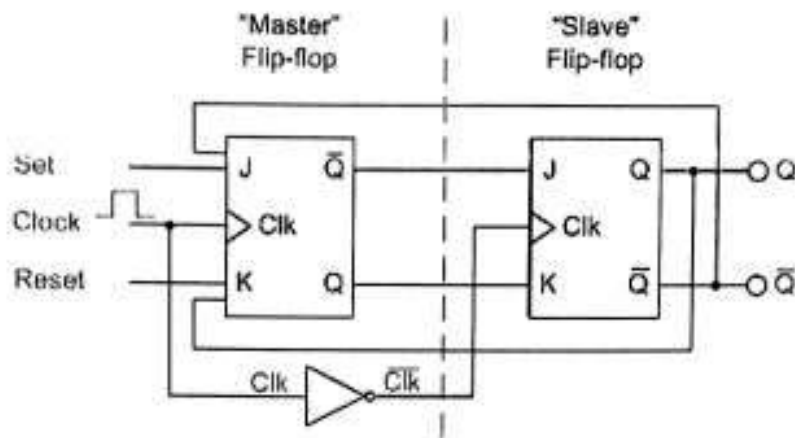 "Master"
Flip-flop
"Slave"
Flip-flop
Set
J
Q̅
J
Q
Q
Clock
Clk
Clk
Reset
K
Q
K
Q̅
Q̅
Clk
C̅l̅k̅